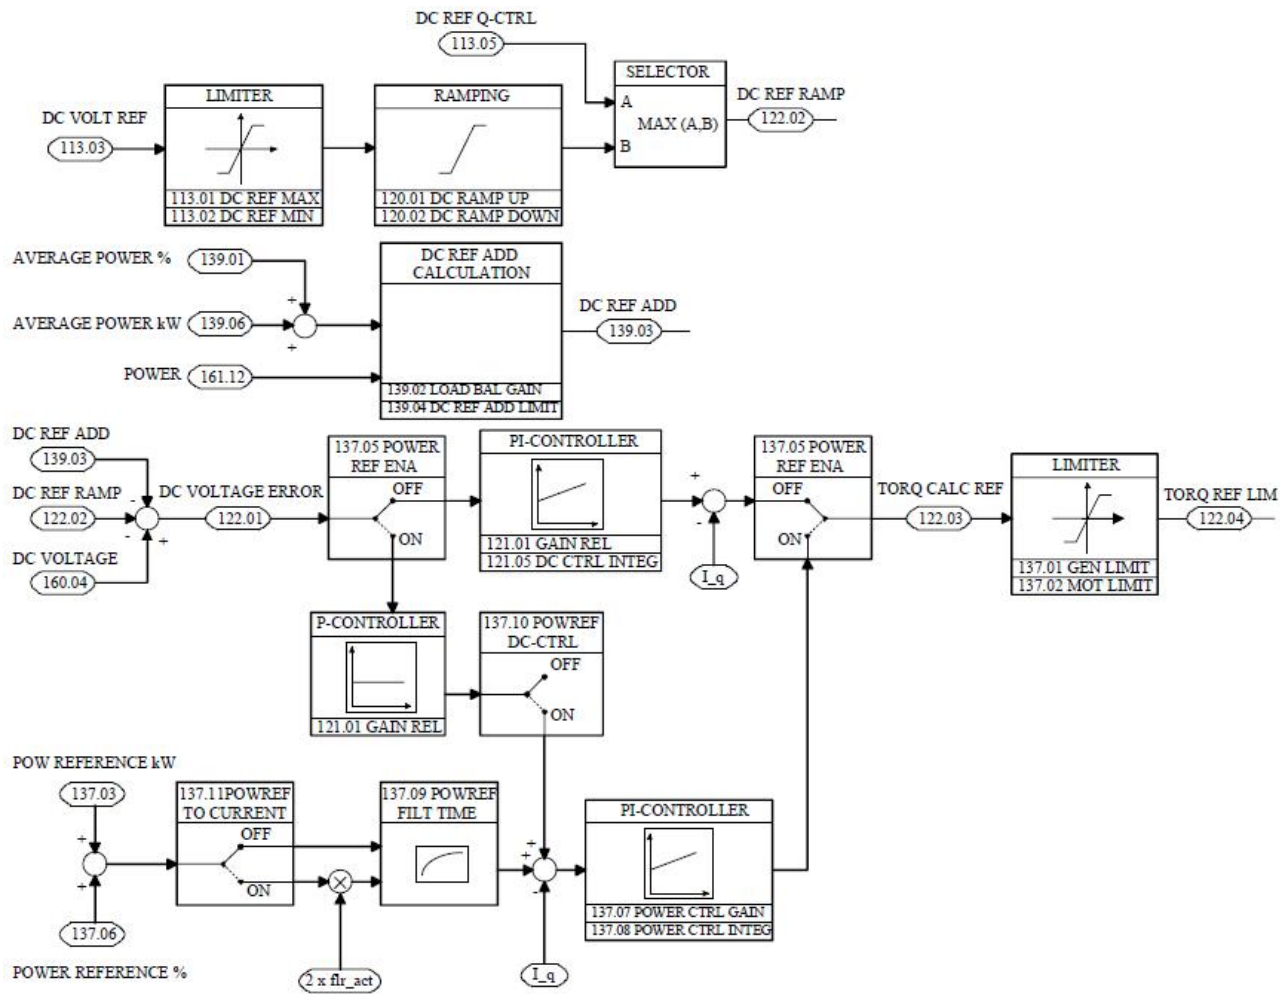 DC REF Q-CTRL
113.05
SELECTOR
A
MAX (A,B)
B
DC REF RAMP
122.02
DC VOLT REF
113.03
LIMITER
113.01 DC REF MAX
113.02 DC REF MIN
RAMPING
120.01 DC RAMP UP
120.02 DC RAMP DOWN
AVERAGE POWER %
139.01
+
AVERAGE POWER kW
139.06
+
POWER
161.12
DC REF ADD
CALCULATION
139.02 LOAD BAL GAIN
139.04 DC REF ADD LIMIT
DC REF ADD
139.03
DC REF ADD
139.03
-
DC REF RAMP
122.02
-
+
DC VOLTAGE
160.04
DC VOLTAGE ERROR
122.01
137.05 POWER
REF ENA
OFF
ON
PI-CONTROLLER
121.01 GAIN REL
121.05 DC CTRL INTEG
+
-
I_q
137.05 POWER
REF ENA
OFF
ON
TORQ CALC REF
122.03
LIMITER
137.01 GEN LIMIT
137.02 MOT LIMIT
TORQ REF LIM
122.04
P-CONTROLLER
121.01 GAIN REL
137.10 POWREF
DC-CTRL
OFF
ON
POW REFERENCE kW
137.03
+
+
137.06
POWER REFERENCE %
137.11POWREF
TO CURRENT
OFF
ON
2 x flr_act
137.09 POWREF
FILT TIME
+
+
-
I_q
PI-CONTROLLER
137.07 POWER CTRL GAIN
137.08 POWER CTRL INTEG